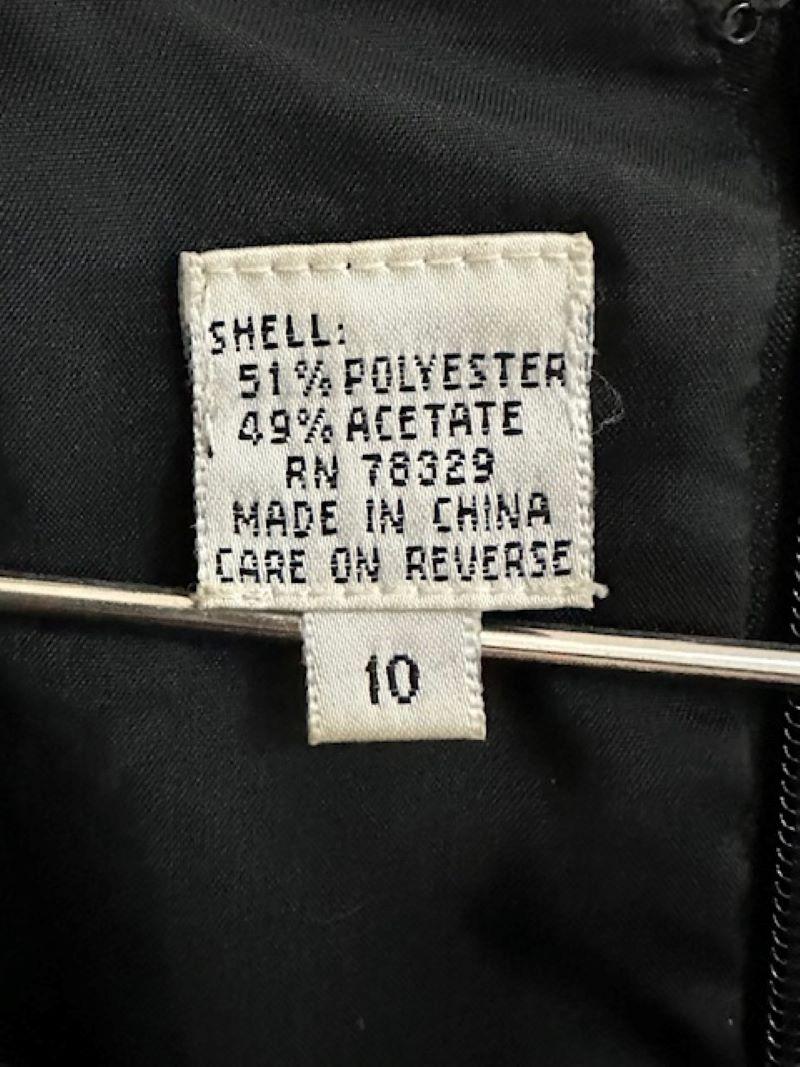 SHELL:
51% POLYESTER
49% ACETATE
RN 78329
MADE IN CHINA
CARE ON REVERSE
10